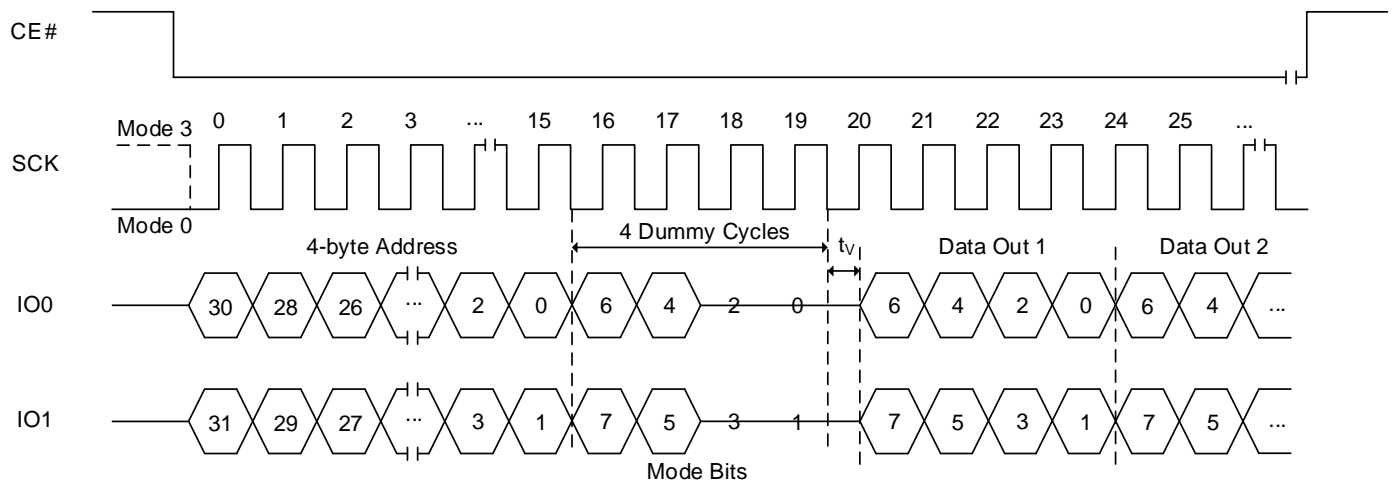 CE#
Mode 3 0 1 2 3 ... 15 16 17 18 19 20 21 22 23 24 25 ...
SCK
Mode 0
4-byte Address 4 Dummy Cycles tV Data Out 1 Data Out 2
IO0 30 28 26 ... 2 0 6 4 2 0 6 4 2 0 6 4 ...
IO1 31 29 27 ... 3 1 7 5 3 1 7 5 3 1 7 5 ...
Mode Bits